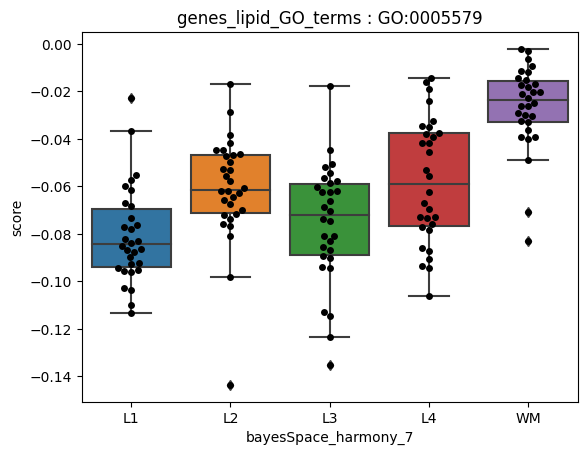 genes_lipid_GO_terms : GO:0005579
0.00
−0.02
−0.04
−0.06
−0.08
−0.10
−0.12
−0.14
score
L1 L2 L3 L4 WM
bayesSpace_harmony_7